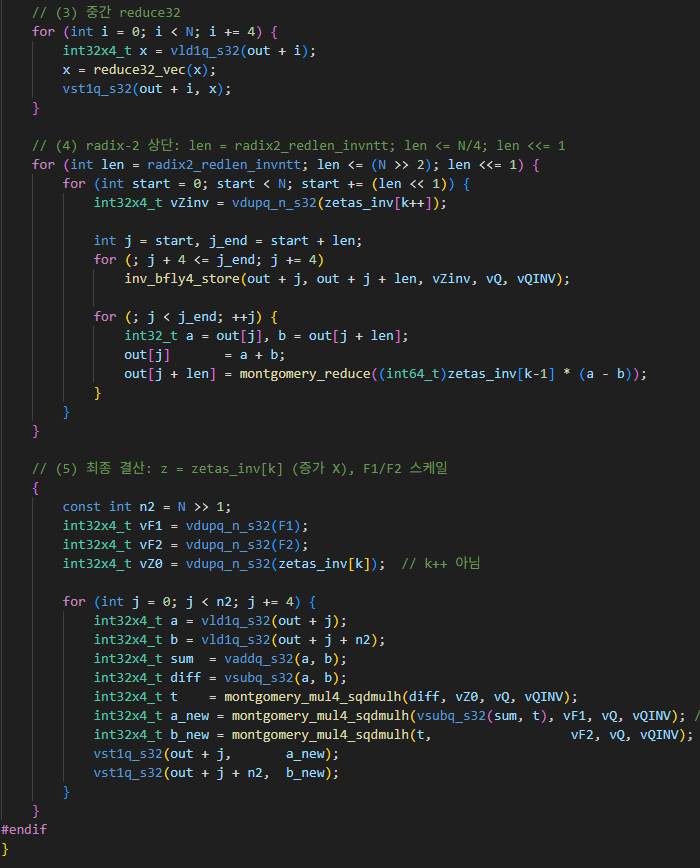 // (3) 중간 reduce32
for (int i = 0; i < N; i += 4) {
int32x4_t x = vld1q_s32(out + i);
x = reduce32_vec(x);
vst1q_s32(out + i, x);
}
// (4) radix-2 상단: len = radix2_redlen_invntt; len <= N/4; len <<= 1
for (int len = radix2_redlen_invntt; len <= (N >> 2); len <<= 1) {
for (int start = 0; start < N; start += (len << 1)) {
int32x4_t vZinv = vdupq_n_s32(zetas_inv[k++]);
int j = start, j_end = start + len;
for (; j + 4 <= j_end; j += 4)
inv_bfly4_store(out + j, out + j + len, vZinv, vQ, vQINV);
for (; j < j_end; ++j) {
int32_t a = out[j], b = out[j + len];
out[j]       = a + b;
out[j + len] = montgomery_reduce((int64_t)zetas_inv[k-1] * (a - b));
}
}
}
// (5) 최종 결산: z = zetas_inv[k] (증가 X), F1/F2 스케일
{
const int n2 = N >> 1;
int32x4_t vF1 = vdupq_n_s32(F1);
int32x4_t vF2 = vdupq_n_s32(F2);
int32x4_t vZ0 = vdupq_n_s32(zetas_inv[k]);  // k++ 아님
for (int j = 0; j < n2; j += 4) {
int32x4_t a = vld1q_s32(out + j);
int32x4_t b = vld1q_s32(out + j + n2);
int32x4_t sum  = vaddq_s32(a, b);
int32x4_t diff = vsubq_s32(a, b);
int32x4_t t    = montgomery_mul4_sqdmulh(diff, vZ0, vQ, vQINV);
int32x4_t a_new = montgomery_mul4_sqdmulh(vsubq_s32(sum, t), vF1, vQ, vQINV); /
int32x4_t b_new = montgomery_mul4_sqdmulh(t,                 vF2, vQ, vQINV);
vst1q_s32(out + j,      a_new);
vst1q_s32(out + j + n2,  b_new);
}
}
#endif
}